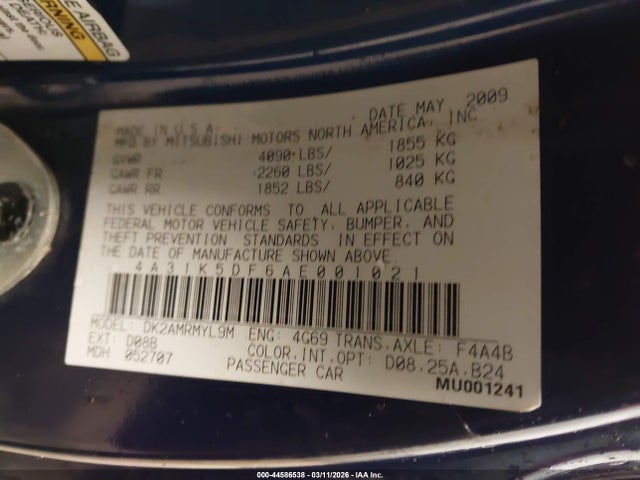 E AIRBAG
WARNING
SERIOUS
DEATH:
DATE MAY 2009
MADE IN U.S.A.
MFG BY MITSUBISHI MOTORS NORTH AMERICA, INC.
GVWR 4090 LBS/ 1855 KG
GAWR FR 2260 LBS/ 1025 KG
GAWR RR 1852 LBS/ 840 KG
THIS VEHICLE CONFORMS TO ALL APPLICABLE
FEDERAL MOTOR VEHICLE SAFETY, BUMPER, AND
THEFT PREVENTION STANDARDS IN EFFECT ON
THE DATE OF MANUFACTURE SHOWN ABOVE
4A31K5DF6AE001021
MODEL: DK2AMRMYL9M ENG: 4G69 TRANS.AXLE: F4A4B
EXT: D08B COLOR.INT.OPT: D08.25A.B24
MDH 052707 PASSENGER CAR
MU001241
000-44586538 - 03/11/2026 - IAA Inc.